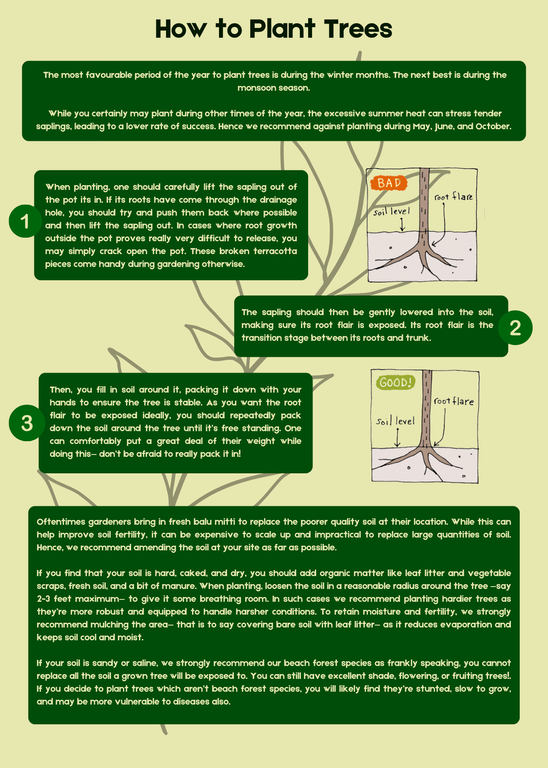 How to Plant Trees
The most favourable period of the year to plant trees is during the winter months. The next best is during the
monsoon season.
While you certainly may plant during other times of the year, the excessive summer heat can stress tender
saplings, leading to a lower rate of success. Hence we recommend against planting during May, June, and October.
1
When planting, one should carefully lift the sapling out of
the pot its in. If its roots have come through the drainage
hole, you should try and push them back where possible
and then lift the sapling out. In cases where root growth
outside the pot proves really very difficult to release, you
may simply crack open the pot. These broken terracotta
pieces come handy during gardening otherwise.
BAD
root flare
soil level
The sapling should then be gently lowered into the soil,
making sure its root flair is exposed. Its root flair is the
transition stage between its roots and trunk.
2
3
Then, you fill in soil around it, packing it down with your
hands to ensure the tree is stable. As you want the root
flair to be exposed ideally, you should repeatedly pack
down the soil around the tree until it's free standing. One
can comfortably put a great deal of their weight while
doing this— don't be afraid to really pack it in!
GOOD!
root flare
soil level
Oftentimes gardeners bring in fresh balu mitti to replace the poorer quality soil at their location. While this can
help improve soil fertility, it can be expensive to scale up and impractical to replace large quantities of soil.
Hence, we recommend amending the soil at your site as far as possible.
If you find that your soil is hard, caked, and dry, you should add organic matter like leaf litter and vegetable
scraps, fresh soil, and a bit of manure. When planting, loosen the soil in a reasonable radius around the tree —say
2-3 feet maximum— to give it some breathing room. In such cases we recommend planting hardier trees as
they're more robust and equipped to handle harsher conditions. To retain moisture and fertility, we strongly
recommend mulching the area— that is to say covering bare soil with leaf litter— as it reduces evaporation and
keeps soil cool and moist.
If your soil is sandy or saline, we strongly recommend our beach forest species as frankly speaking, you cannot
replace all the soil a grown tree will be exposed to. You can still have excellent shade, flowering, or fruiting trees!.
If you decide to plant trees which aren't beach forest species, you will likely find they're stunted, slow to grow,
and may be more vulnerable to diseases also.